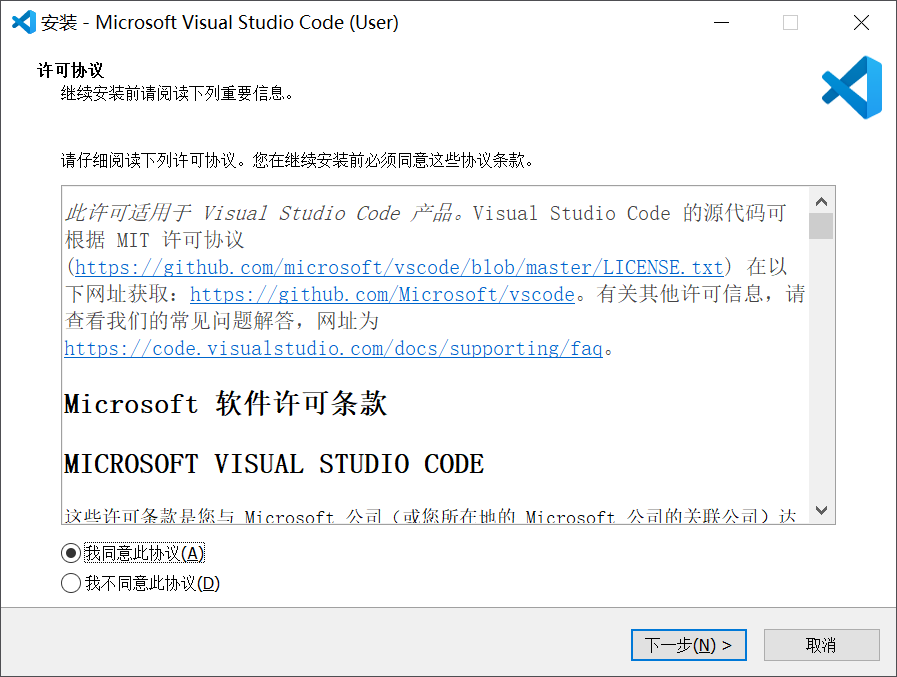 安装 - Microsoft Visual Studio Code (User)
许可协议
继续安装前请阅读下列重要信息。
请仔细阅读下列许可协议。您在继续安装前必须同意这些协议条款。
此许可适用于 Visual Studio Code 产品。Visual Studio Code 的源代码可
根据 MIT 许可协议
(https://github.com/microsoft/vscode/blob/master/LICENSE.txt) 在以
下网址获取：https://github.com/Microsoft/vscode。有关其他许可信息，请
查看我们的常见问题解答，网址为
https://code.visualstudio.com/docs/supporting/faq。
Microsoft 软件许可条款
MICROSOFT VISUAL STUDIO CODE
这些许可条款是您与 Microsoft 公司（或您所在地的 Microsoft 公司的关联公司）达
我同意此协议(A)
我不同意此协议(D)
下一步(N) >
取消